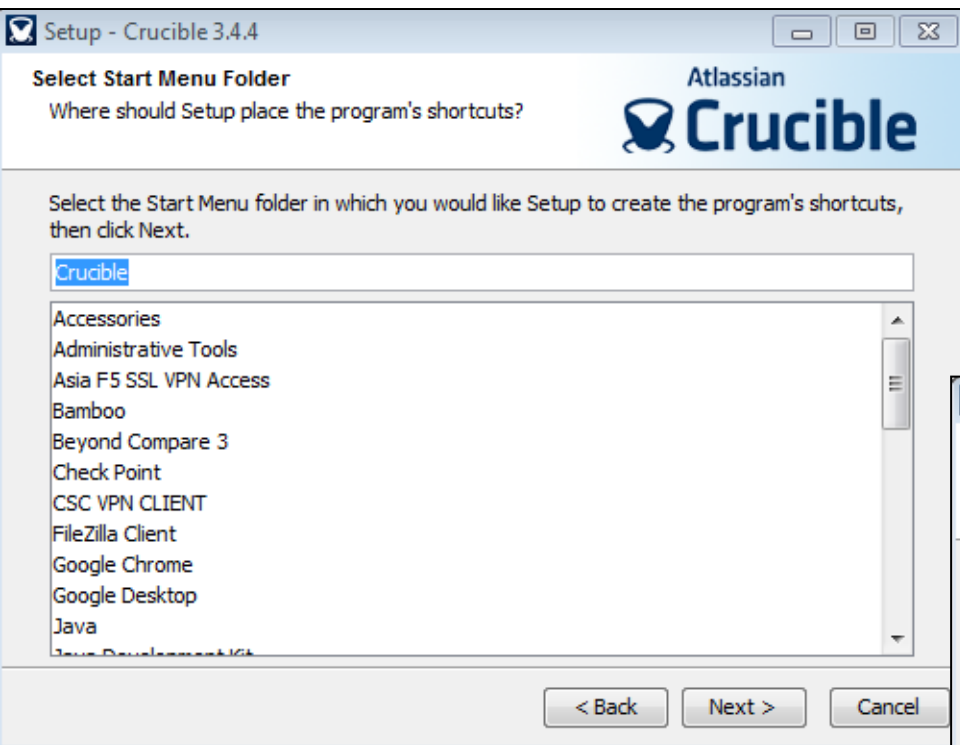 Setup - Crucible 3.4.4
Select Start Menu Folder
Where should Setup place the program's shortcuts?
Atlassian
Crucible
Select the Start Menu folder in which you would like Setup to create the program's shortcuts,
then click Next.
Crucible
Accessories
Administrative Tools
Asia F5 SSL VPN Access
Bamboo
Beyond Compare 3
Check Point
CSC VPN CLIENT
FileZilla Client
Google Chrome
Google Desktop
Java
Java Development Kit
< Back
Next >
Cancel